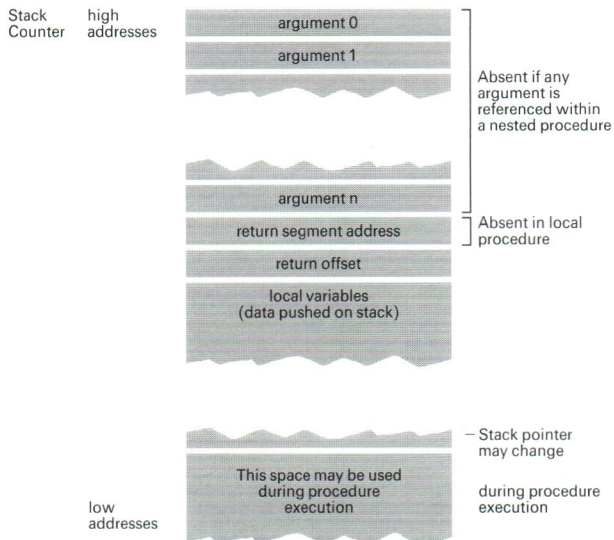 Stack Counter
high addresses
argument 0
argument 1
Absent if any
argument is
referenced within
a nested procedure
argument n
return segment address
Absent in local
procedure
return offset
local variables
(data pushed on stack)
Stack pointer
may change
This space may be used
during procedure
execution
during procedure
execution
low
addresses